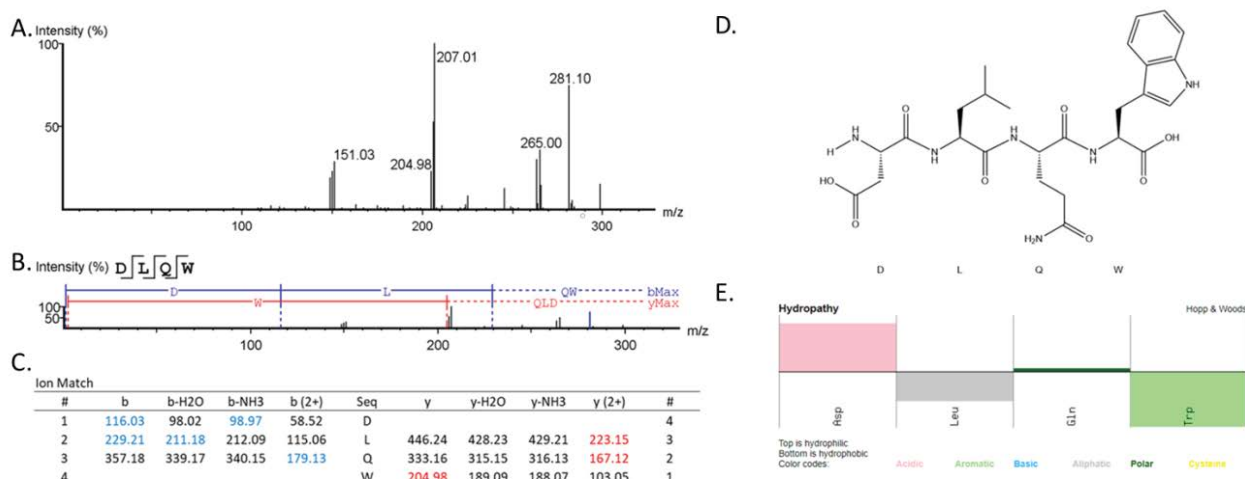 A. Intensity (%)
100
50
151.03
204.98
207.01
265.00
281.10
100
200
300
m/z
B. Intensity (%) DLQW
D L QW bMax
W QLD yMax
100
50
100
200
300
m/z
C.
Ion Match
# b b-H2O b-NH3 b (2+) Seq y y-H2O y-NH3 y (2+) #
1 116.03 98.02 98.97 58.52 D 4
2 229.21 211.18 212.09 115.06 L 446.24 428.23 429.21 223.15 3
3 357.18 339.17 340.15 179.13 Q 333.16 315.15 316.13 167.12 2
4 W 204.98 189.09 188.07 103.05 1
D.
H
N
H
HO
O
O
N
H
O
H
N
O
H2N
O
N
H
O
OH
NH
D L Q W
E.
Hydropathy Hopp & Woods
Asp Leu Gln Trp
Top is hydrophilic
Bottom is hydrophobic
Color codes: Acidic Aromatic Basic Aliphatic Polar Cysteine